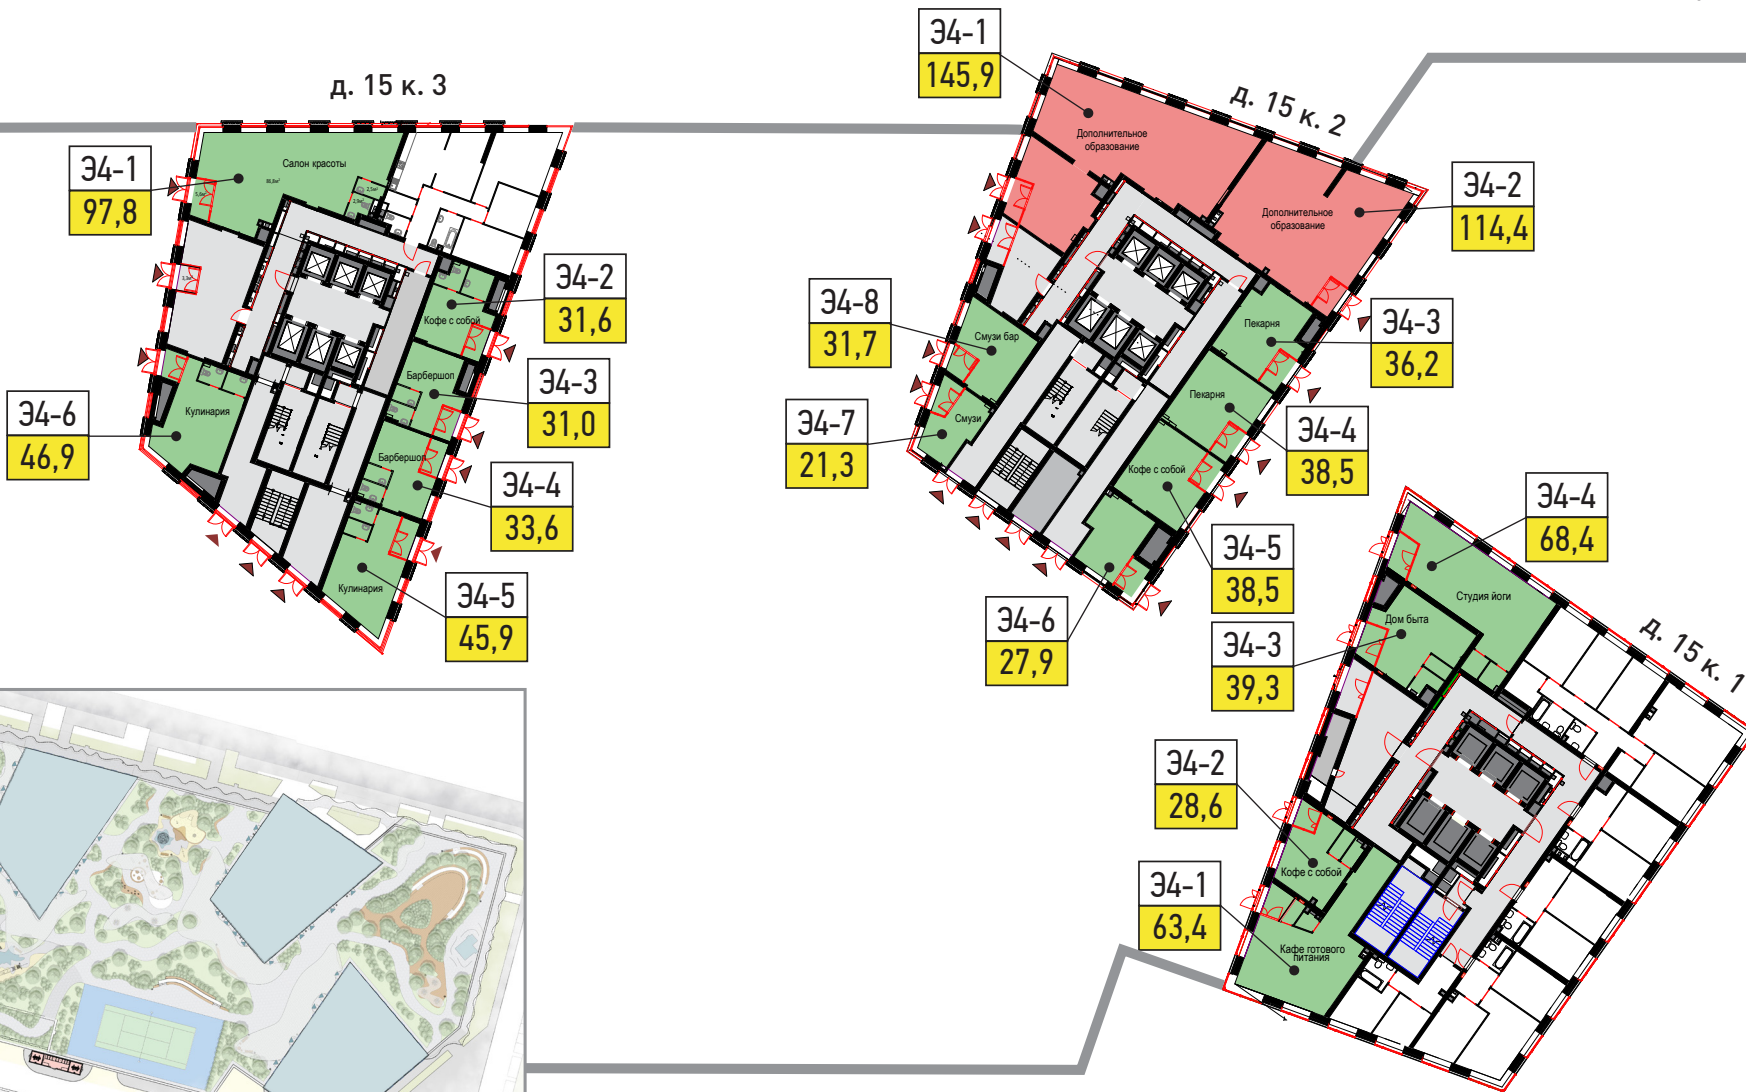 д. 15 к. 3
Э4-1
97,8
Салон красоты
Э4-2
31,6
Кофе с собой
Э4-3
31,0
Барбершоп
Э4-4
33,6
Барбершоп
Э4-5
45,9
Кулинария
Э4-6
46,9
Кулинария
д. 15 к. 2
Э4-1
145,9
Дополнительное
образование
Э4-2
114,4
Дополнительное
образование
Э4-3
36,2
Пекарня
Э4-4
38,5
Пекарня
Э4-5
38,5
Кофе с собой
Э4-6
27,9
Э4-7
21,3
Смузи
Э4-8
31,7
Смузи бар
д. 15 к. 1
Э4-4
68,4
Студия йоги
Э4-3
39,3
Дом быта
Э4-2
28,6
Кофе с собой
Э4-1
63,4
Кафе готового
питания